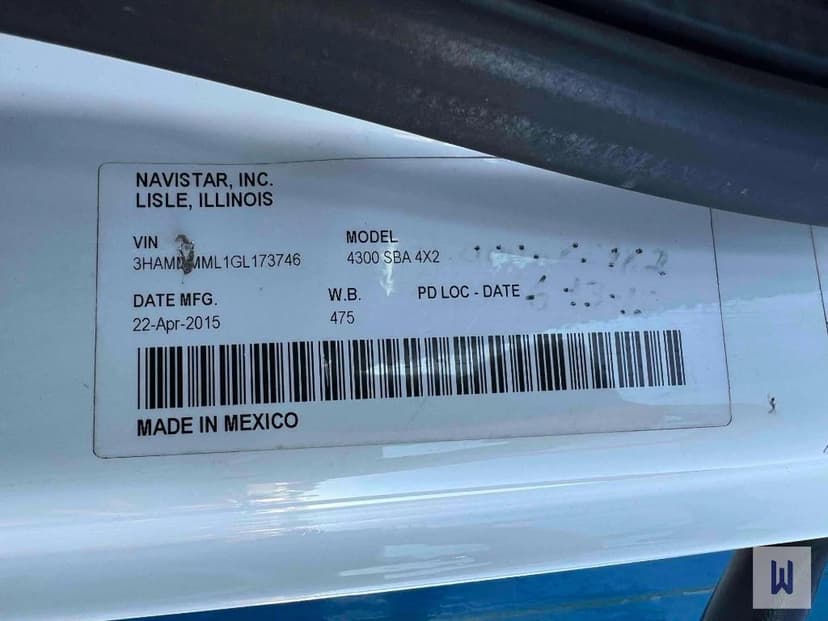 NAVISTAR, INC.
LISLE, ILLINOIS
VIN
MODEL
4300 SBA 4X2
DATE MFG.
W.B.
PD LOC - DATE
22-Apr-2015
475
MADE IN MEXICO
W